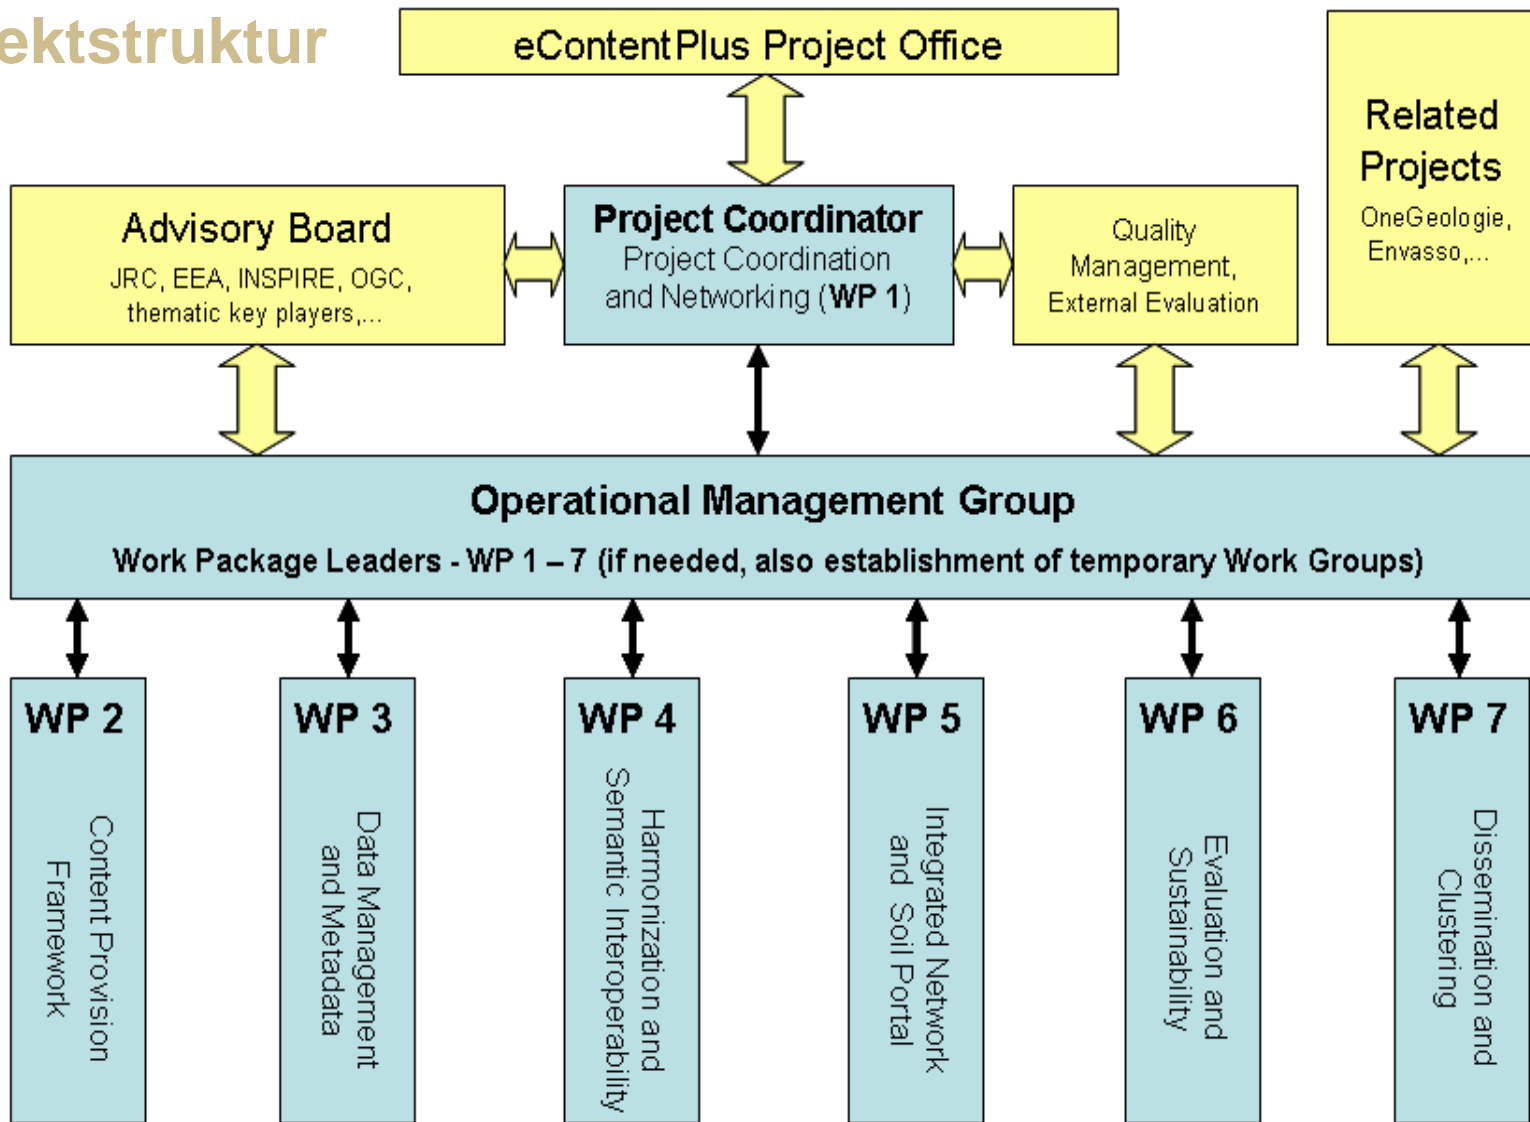 ektstruktur
eContentPlus Project Office
Related
Projects
OneGeologie,
Envasso,...
Advisory Board
JRC, EEA, INSPIRE, OGC,
thematic key players,...
Project Coordinator
Project Coordination
and Networking (WP 1)
Quality
Management,
External Evaluation
Operational Management Group
Work Package Leaders - WP 1 – 7 (if needed, also establishment of temporary Work Groups)
WP 2
Content Provision
Framework
WP 3
Data Management
and Metadata
WP 4
Harmonization and
Semantic Interoperability
WP 5
Integrated Network
and Soil Portal
WP 6
Evaluation and
Sustainability
WP 7
Dissemination and
Clustering